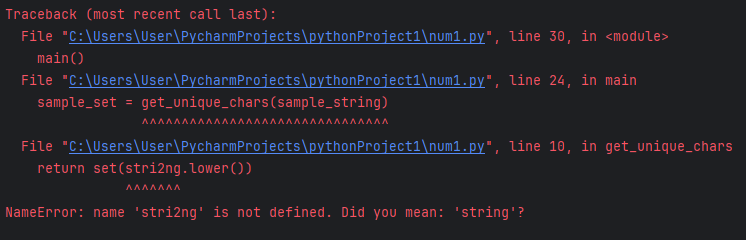 Traceback (most recent call last):
  File "C:\Users\User\PycharmProjects\pythonProject1\num1.py", line 30, in <module>
    main()
  File "C:\Users\User\PycharmProjects\pythonProject1\num1.py", line 24, in main
    sample_set = get_unique_chars(sample_string)
                 ^^^^^^^^^^^^^^^^^^^^^^^^^^^^^^^
  File "C:\Users\User\PycharmProjects\pythonProject1\num1.py", line 10, in get_unique_chars
    return set(stri2ng.lower())
               ^^^^^^^
NameError: name 'stri2ng' is not defined. Did you mean: 'string'?